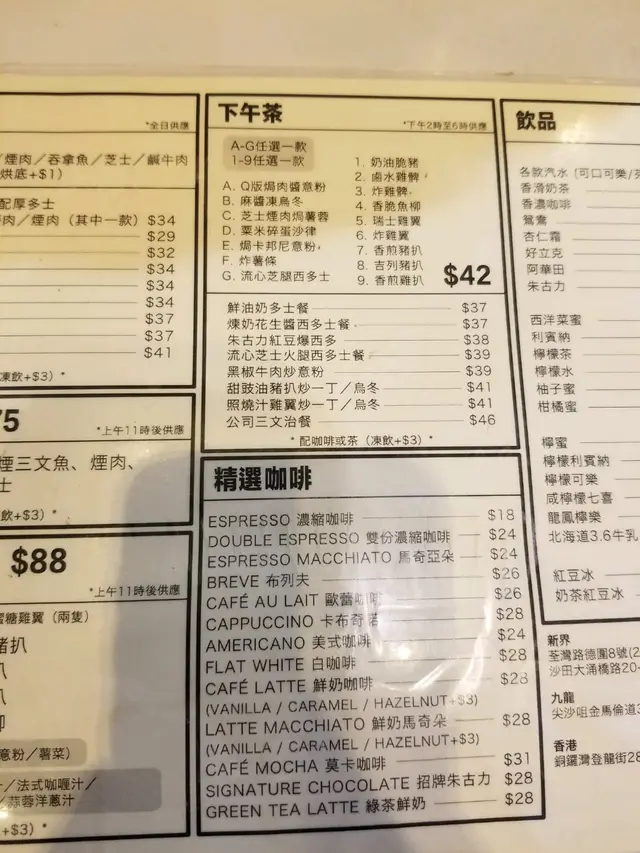 *全日供應
/煙肉/吞拿魚/芝士/鹹牛肉
烘底+$1)
配厚多士
肉/煙肉 (其中一款) $34
$29
$32
$34
$34
$34
$37
$37
$41
凍飲+$3) *
75
*上午11時後供應
煙三文魚、煙肉、
士
飲+$3) *
$88
*上午11時後供應
蜜糖雞翼 (兩隻)
豬扒
八
八
卿
意粉/薯菜)
汁/法式咖喱汁/
/蒜蓉洋蔥汁
+$3) *
下午茶
*下午2時至6時供應
A-G任選一款
1-9任選一款
A. Q版焗肉醬意粉
B. 麻醬凍烏冬
C. 芝士煙肉焗薯蓉
D. 粟米碎蛋沙律
E. 焗卡邦尼意粉
F. 炸薯條
G. 流心芝腿西多士
1. 奶油脆豬
2. 鹵水雞髀
3. 炸雞髀
4. 香脆魚柳
5. 瑞士雞翼
6. 炸雞翼
7. 香煎豬扒
8. 吉列豬扒
9. 香煎雞扒
$42
鮮油奶多士餐 $37
煉奶花生醬西多士餐 $37
朱古力紅豆爆西多 $38
流心芝士火腿西多士餐 $39
黑椒牛肉炒意粉 $39
甜豉油豬扒炒一丁/烏冬 $41
照燒汁雞翼炒一丁/烏冬 $41
公司三文治餐 $46
*配咖啡或茶 (凍飲+$3) *
精選咖啡
ESPRESSO 濃縮咖啡 $18
DOUBLE ESPRESSO 雙份濃縮咖啡 $24
ESPRESSO MACCHIATO 馬奇亞朵 $24
BREVE 布列夫 $26
CAFÉ AU LAIT 歐蕾咖啡 $26
CAPPUCCINO 卡布奇諾 $28
AMERICANO 美式咖啡 $24
FLAT WHITE 白咖啡 $28
CAFÉ LATTE 鮮奶咖啡 $28
(VANILLA / CARAMEL / HAZELNUT+$3)
LATTE MACCHIATO 鮮奶馬奇朵 $28
(VANILLA / CARAMEL / HAZELNUT+$3)
CAFÉ MOCHA 莫卡咖啡 $31
SIGNATURE CHOCOLATE 招牌朱古力 $28
GREEN TEA LATTE 綠茶鮮奶 $28
飲品
各款汽水 (可口可樂/
香滑奶茶
香濃咖啡
鴛鴦
杏仁霜
好立克
阿華田
朱古力
西洋菜蜜
利賓納
檸檬茶
檸檬水
柚子蜜
柑橘蜜
檸蜜
檸檬利賓納
檸檬可樂
咸檸檬七喜
龍鳳檸樂
北海道3.6牛乳
紅豆冰
奶茶紅豆冰
新界
荃灣路德圍8號(2
沙田大涌橋路20-
九龍
尖沙咀金馬倫道3
香港
銅鑼灣登龍街28